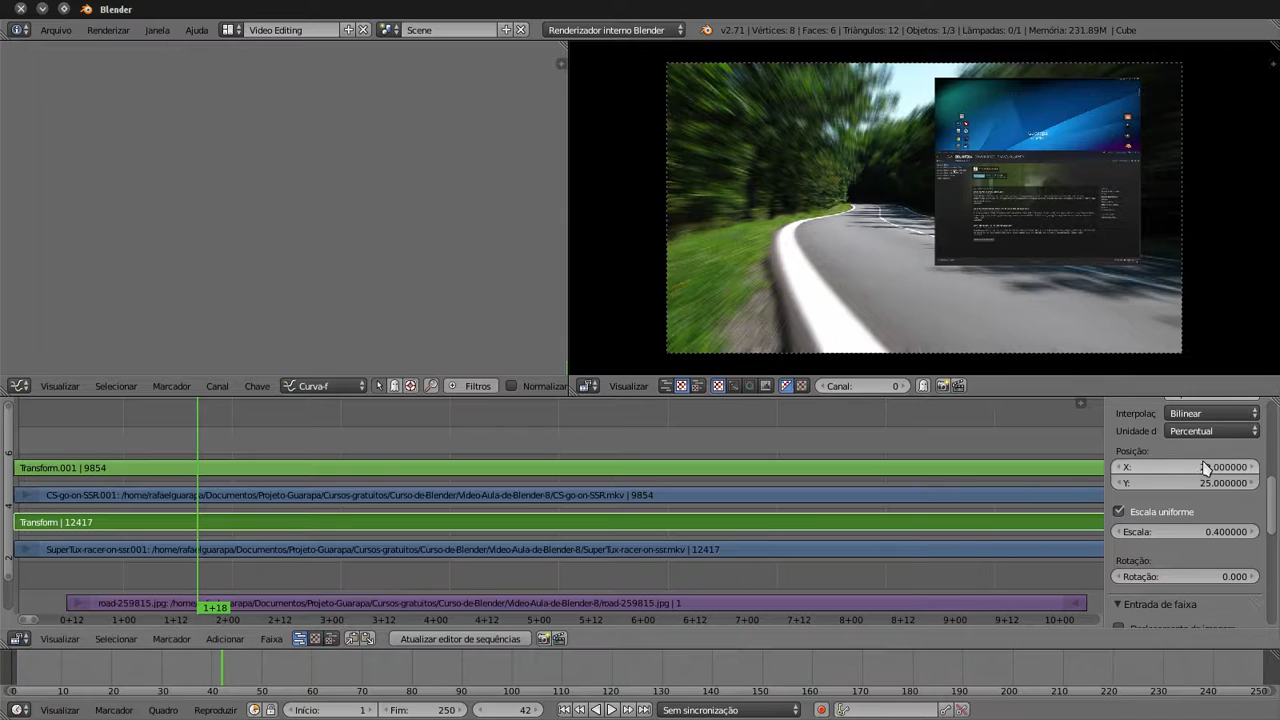 Blender
Arquivo Renderizar Janela Ajuda Video Editing Scene Renderizador interno Blender v2.71 | Vértices: 8 | Faces: 6 | Triângulos: 12 | Objetos: 1/3 | Lâmpadas: 0/1 | Memória: 231.89M | Cube
Visualizar Selecionar Marcador Canal Chave Curva-f Filtros Normalizar Visualizar Canal: 0
Interpolaç Bilinear
Unidade d Percentual
Posição:
X:
Y: 25.000000
Escala uniforme
Escala: 0.400000
Rotação:
Rotação: 0.000
Entrada de faixa
6
4
2
Transform.001 | 9854
CS-go-on-SSR.001: /home/rafaelguarapa/Documentos/Projeto-Guarapa/Cursos-gratuitos/Curso-de-Blender/Video-Aula-de-Blender-8/CS-go-on-SSR.mkv | 9854
Transform | 12417
SuperTux-racer-on-ssr.001: /home/rafaelguarapa/Documentos/Projeto-Guarapa/Cursos-gratuitos/Curso-de-Blender/Video-Aula-de-Blender-8/SuperTux-racer-on-ssr.mkv | 12417
road-259815.jpg: /home/rafaelguarapa/Documentos/Projeto-Guarapa/Cursos-gratuitos/Curso-de-Blender/Video-Aula-de-Blender-8/road-259815.jpg | 1
1+18
0+12 1+00 1+12 2+00 2+12 3+00 3+12 4+00 4+12 5+00 5+12 6+00 6+12 7+00 7+12 8+00 8+12 9+00 9+12 10+00
Visualizar Selecionar Marcador Adicionar Faixa Atualizar editor de sequências
0 10 20 30 40 50 60 70 80 90 100 110 120 130 140 150 160 170 180 190 200 210 220 230 240 250
Visualizar Marcador Quadro Reproduzir Início: 1 Fim: 250 42 Sem sincronização